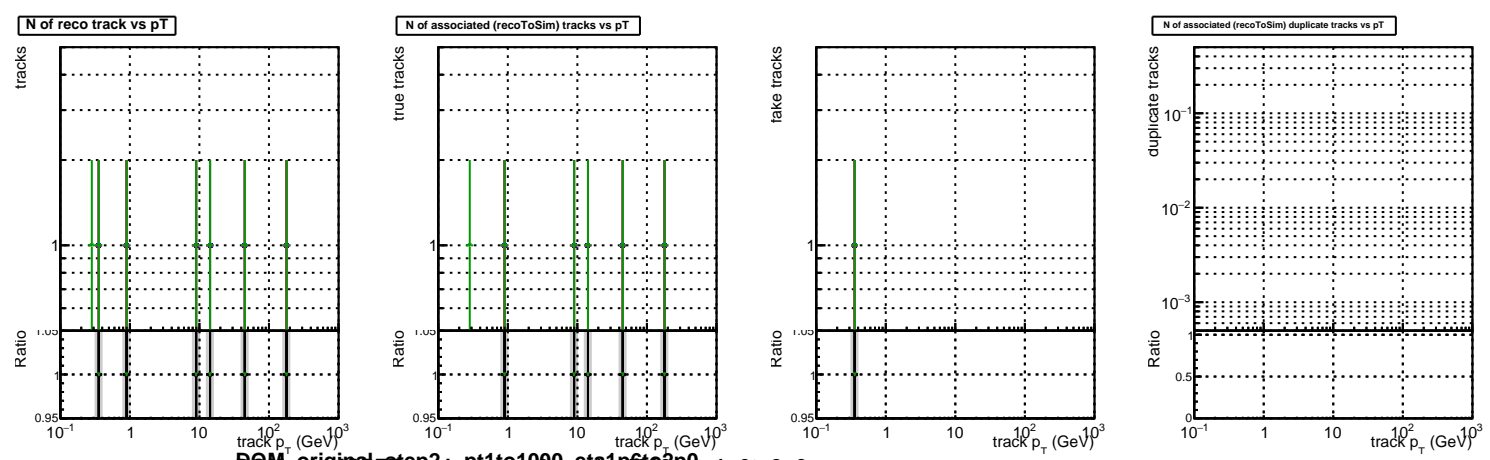 N of reco track vs pT
N of associated (recoToSim) tracks vs pT
N of associated (recoToSim) duplicate tracks vs pT
tracks
1
1.05
Ratio
1
0.95
10⁻¹ 1 10 10² 10³
track p_T (GeV)
true tracks
1
1.05
Ratio
1
0.95
10⁻¹ 1 10 10² 10³
track p_T (GeV)
fake tracks
1
1.05
Ratio
1
0.95
10⁻¹ 1 10 10² 10³
track p_T (GeV)
duplicate tracks
10⁻¹
10⁻²
10⁻³
Ratio
1
0.5
0
10⁻¹ 1 10 10² 10³
track p_T (GeV)